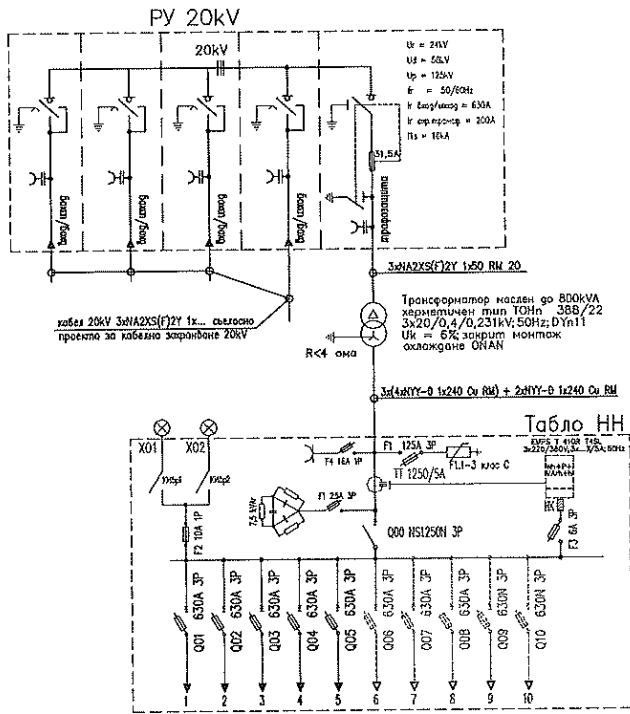 РУ 20kV
20kV
Ur = 24kV
Ud = 50kV
Up = 125kV
fr = 50/60Hz
Ir вход/изход = 630A
Ir охр.трансф = 200A
31,5A
вход/изход
вход/изход
вход/изход
вход/изход
трансформатор
3xNA2XS(F)2Y 1x50 RM 20
кабел 20kV 3xNA2XS(F)2Y 1x... съгласно
проекта за кабелно захранване 20kV
Трансформатор маслен до 800kVA
херметичен тип ТОНп 388/22
3x20/0,4/0,231kV; 50Hz; DYn11
Uk = 6%; закрит монтаж
охлаждане ONAN
R<4 ома
3x(4xNYY-0 1x240 Cu RM) + 2xNYY-0 1x240 Cu RM
Табло НН
X01
X02
F4 16A 1P
F1 125A 3P
F1.1-3 клас C
TT 1250/5A
7,5 kVAr
F1 25A 3P
F2 10A 1P
Q00 HS1250N 3P
F3 6A 3P
Q01 630A 3P
Q02 630A 3P
Q03 630A 3P
Q04 630A 3P
Q05 630A 3P
Q06 630A 3P
Q07 630A 3P
Q08 630A 3P
Q09 630N 3P
Q10 630N 3P
1
2
3
4
5
6
7
8
9
10